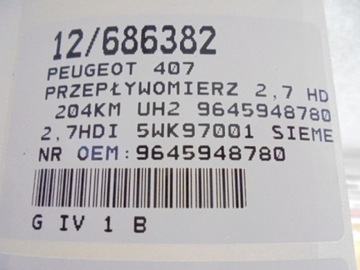 12/686382
PEUGEOT 407
PRZEPŁYWOMIERZ 2,7 HD
204KM UH2 9645948780
2,7HDI 5WK97001 SIEME
NR OEM:9645948780
G IV 1 B